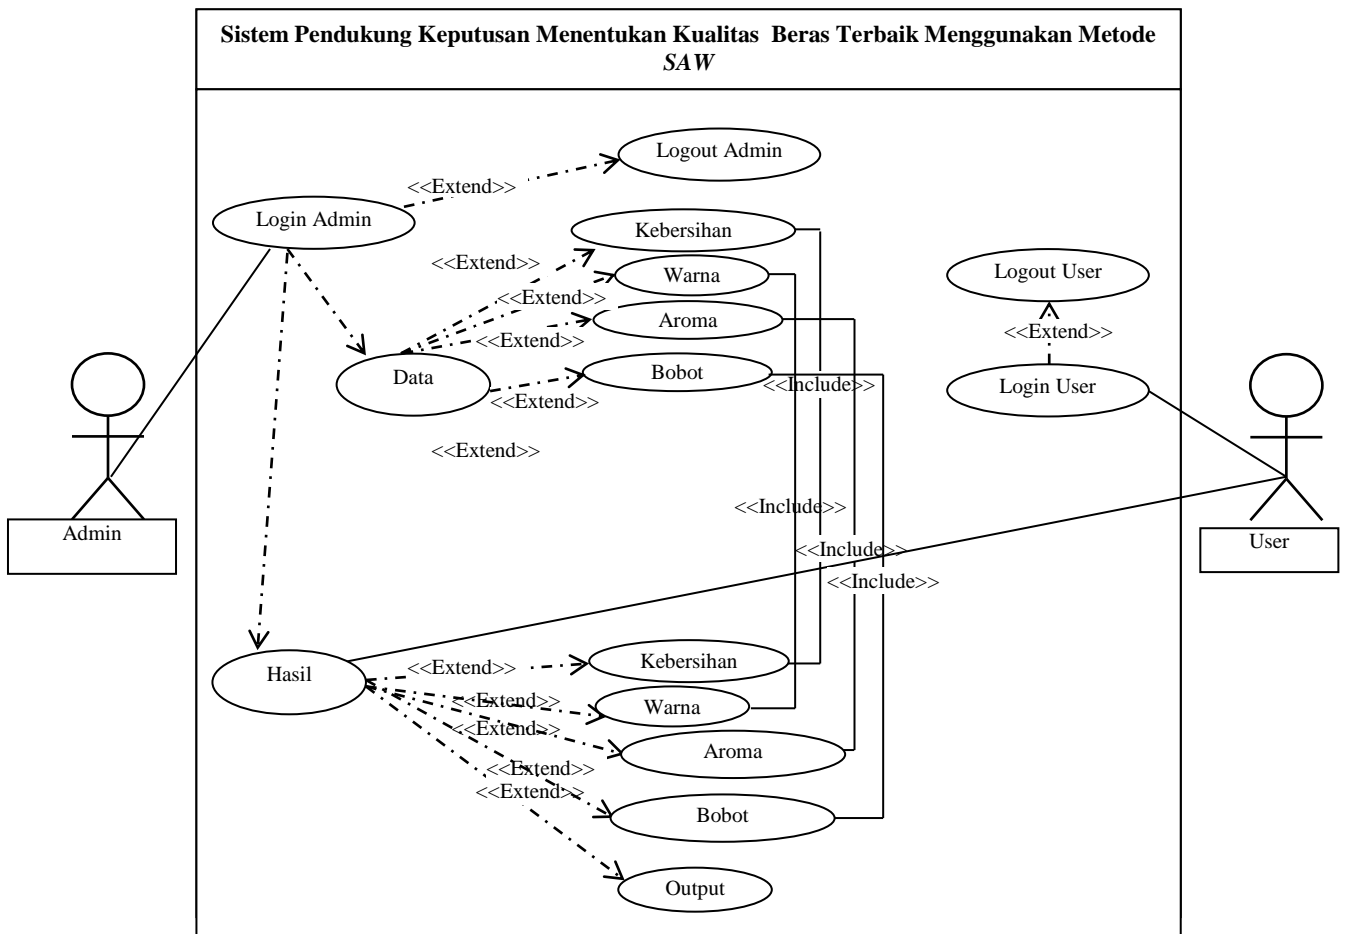 Sistem Pendukung Keputusan Menentukan Kualitas  Beras Terbaik Menggunakan Metode
SAW
Logout Admin
<<Extend>>
Login Admin
Kebersihan
<<Extend>>
Warna
Logout User
<<Extend>>
Aroma
<<Extend>>
<<Extend>>
Data
Bobot
<<Include>>
Login User
<<Extend>>
<<Extend>>
<<Include>>
Admin
User
<<Include>>
<<Include>>
Kebersihan
<<Extend>>
Hasil
<<Extend>>
Warna
<<Extend>>
Aroma
<<Extend>>
<<Extend>>
Bobot
Output